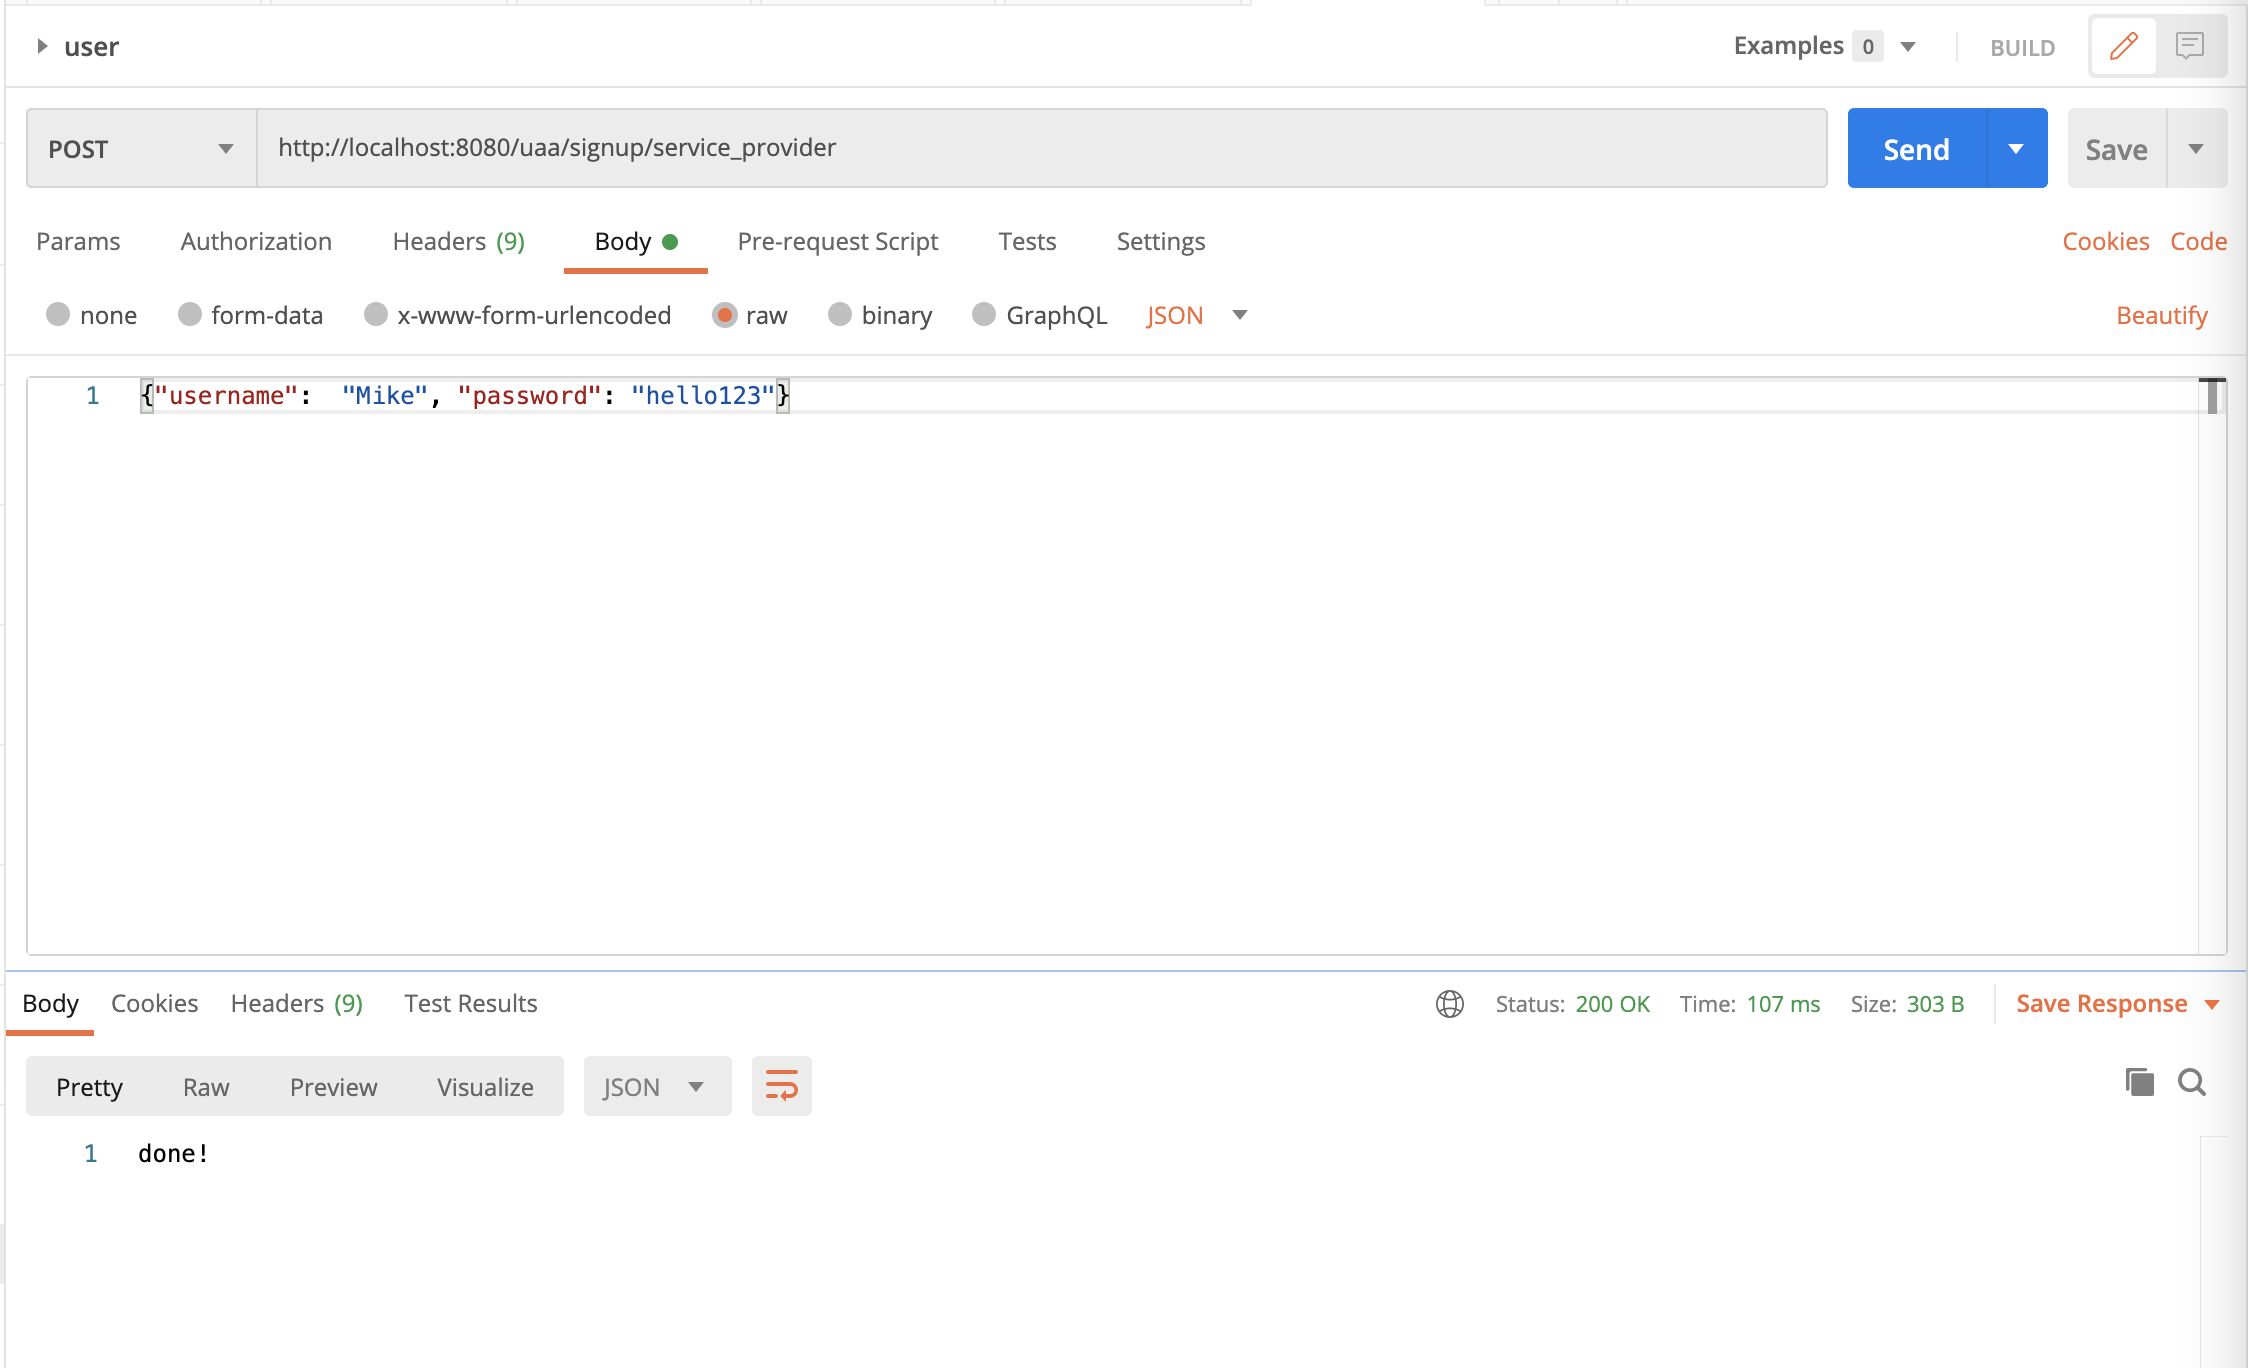 user
Examples 0 BUILD
POST http://localhost:8080/uaa/signup/service_provider Send Save
Params Authorization Headers (9) Body Pre-request Script Tests Settings Cookies Code
none form-data x-www-form-urlencoded raw binary GraphQL JSON Beautify
1 {"username":  "Mike", "password": "hello123"}
Body Cookies Headers (9) Test Results Status: 200 OK Time: 107 ms Size: 303 B Save Response
Pretty Raw Preview Visualize JSON
1 done!